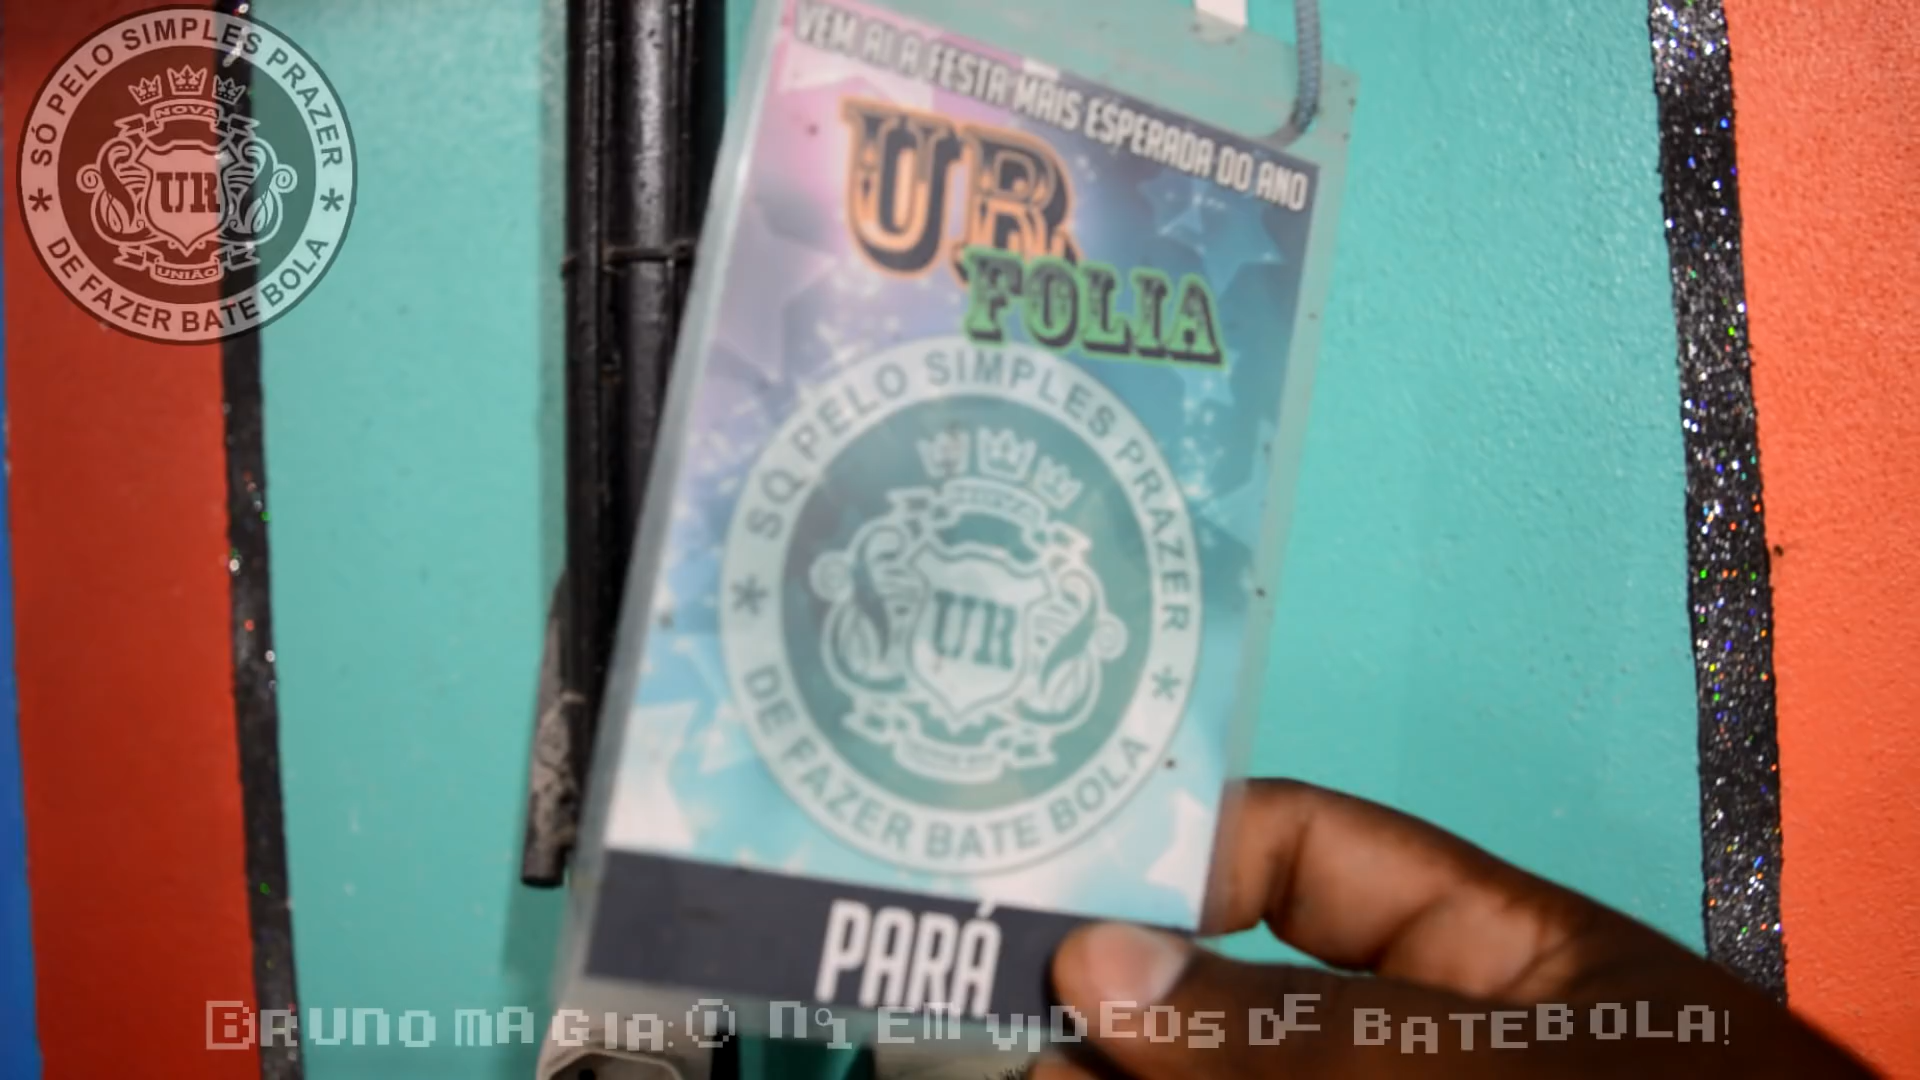 SÓ PELO SIMPLES PRAZER
NOVA
UR
UNIÃO
DE FAZER BATE BOLA
VEM AI A FESTA MAIS ESPERADA DO ANO
UR
FOLIA
SÓ PELO SIMPLES PRAZER
UR
DE FAZER BATE BOLA
PARÁ
BRUNO MAGIA: O Nº1 EM VIDEOS DE BATEBOLA!